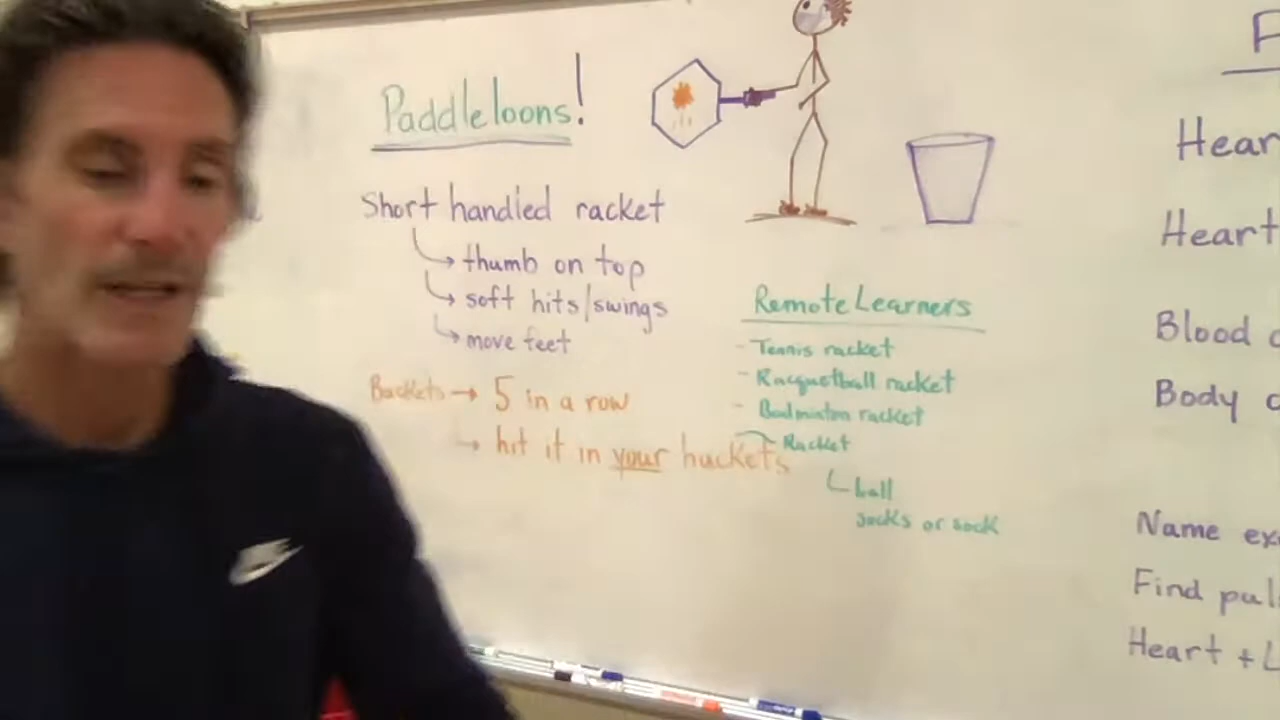 Paddleloons!
Short handled racket
thumb on top
soft hits/swings
move feet
Buckets → 5 in a row
hit it in your buckets
Remote Learners
- Tennis racket
- Racquetball racket
- Badminton racket
Racket
ball
socks or sock
Hear
Heart
Blood
Body
Name ex
Find pul
Heart + L